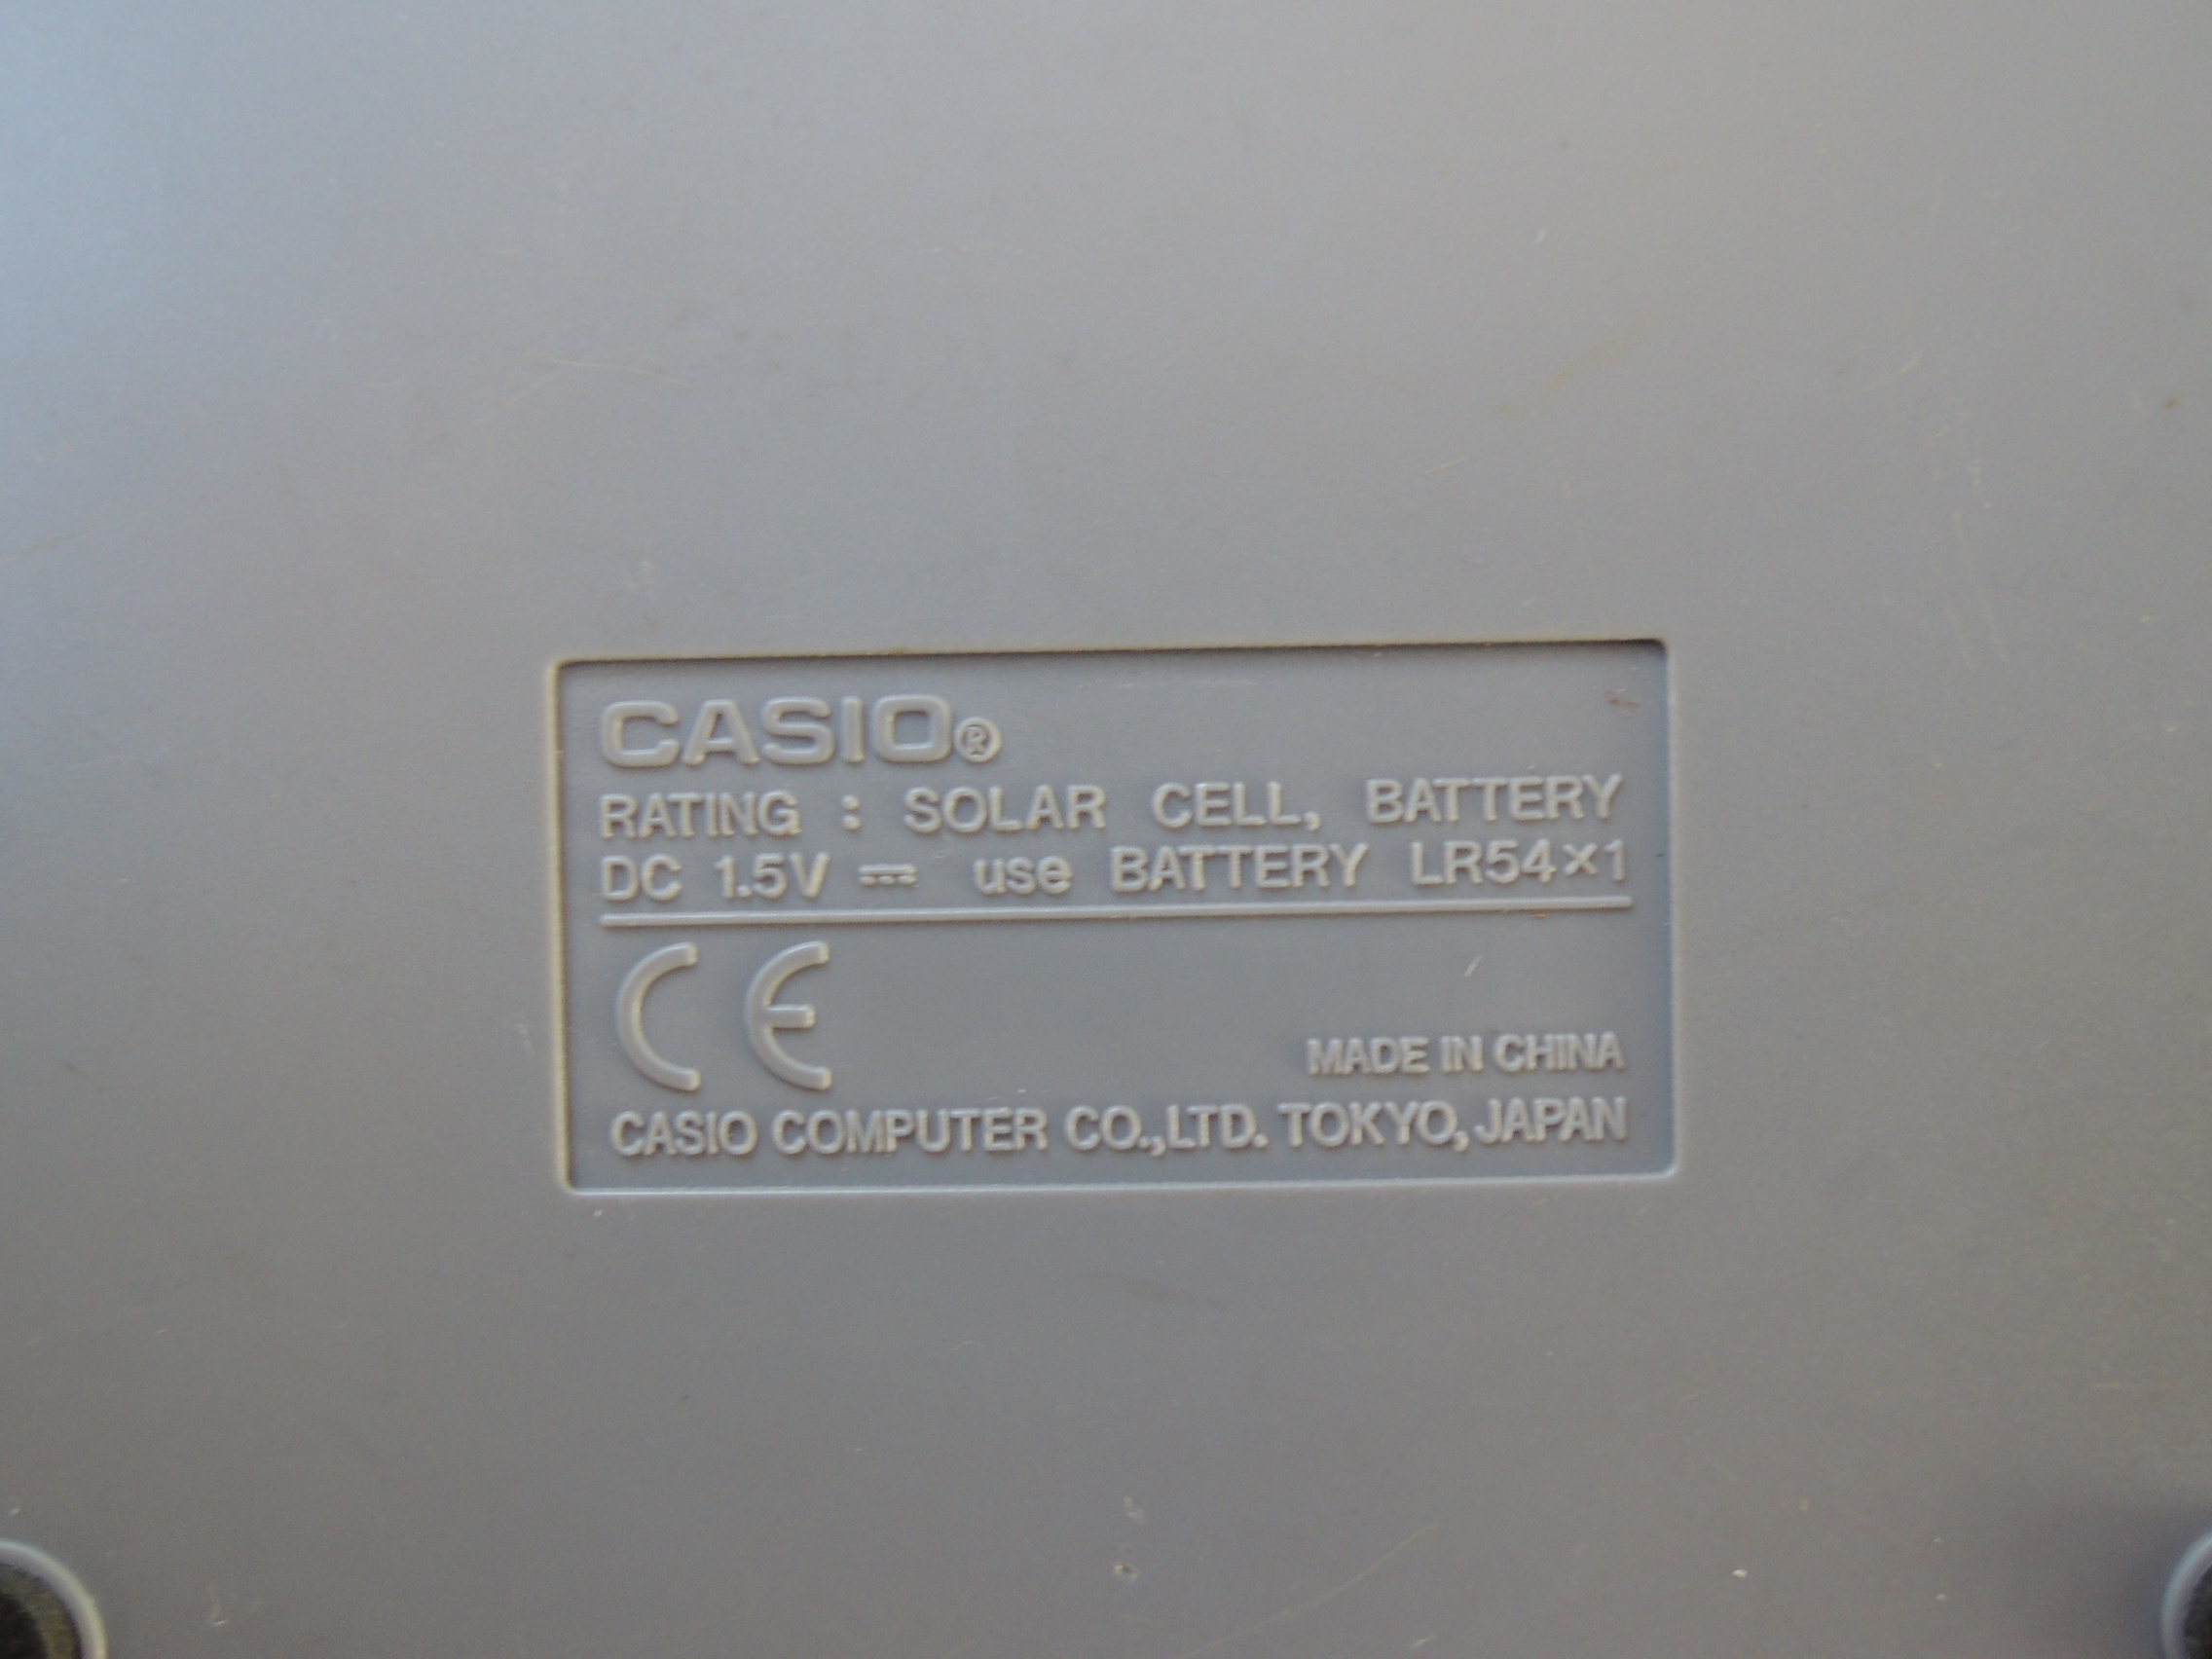 CASIO®
RATING : SOLAR CELL, BATTERY
DC 1.5V ⎓ use BATTERY LR54×1
CE
MADE IN CHINA
CASIO COMPUTER CO.,LTD. TOKYO, JAPAN